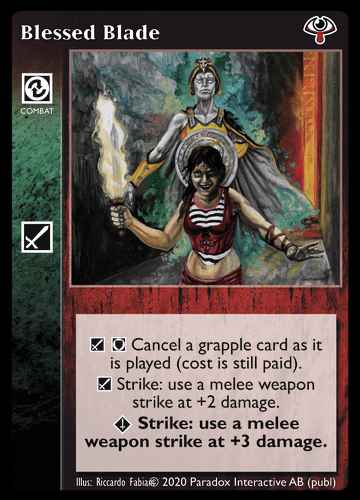 Blessed Blade
COMBAT
Cancel a grapple card as it
is played (cost is still paid).
Strike: use a melee weapon
strike at +2 damage.
Strike: use a melee
weapon strike at +3 damage.
Illus: Riccardo Fabiani © 2020 Paradox Interactive AB (publ)